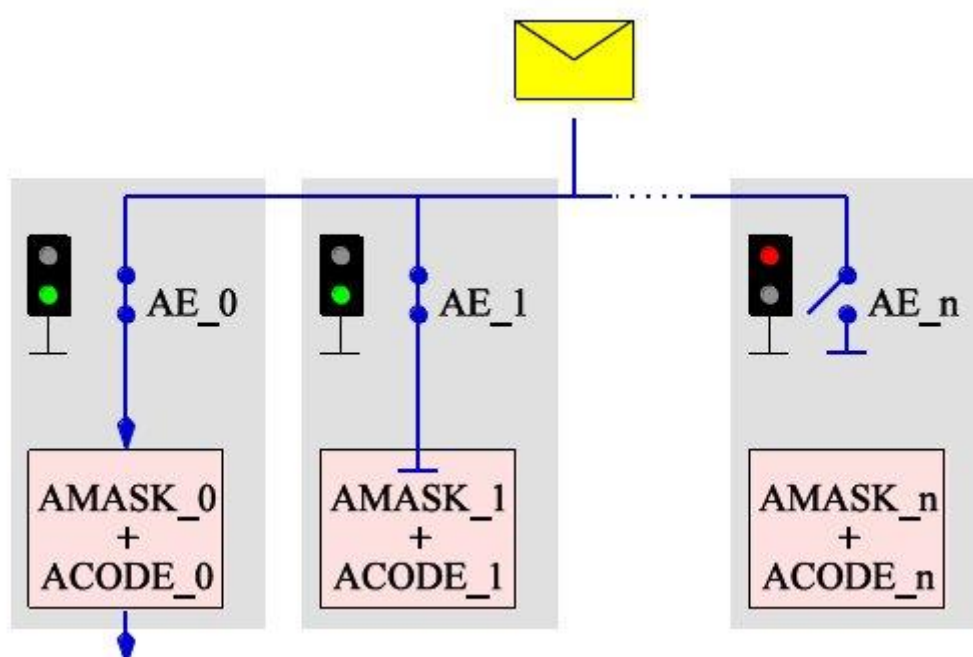 AE_0
AE_1
AE_n
AMASK_0
+
ACODE_0
AMASK_1
+
ACODE_1
AMASK_n
+
ACODE_n